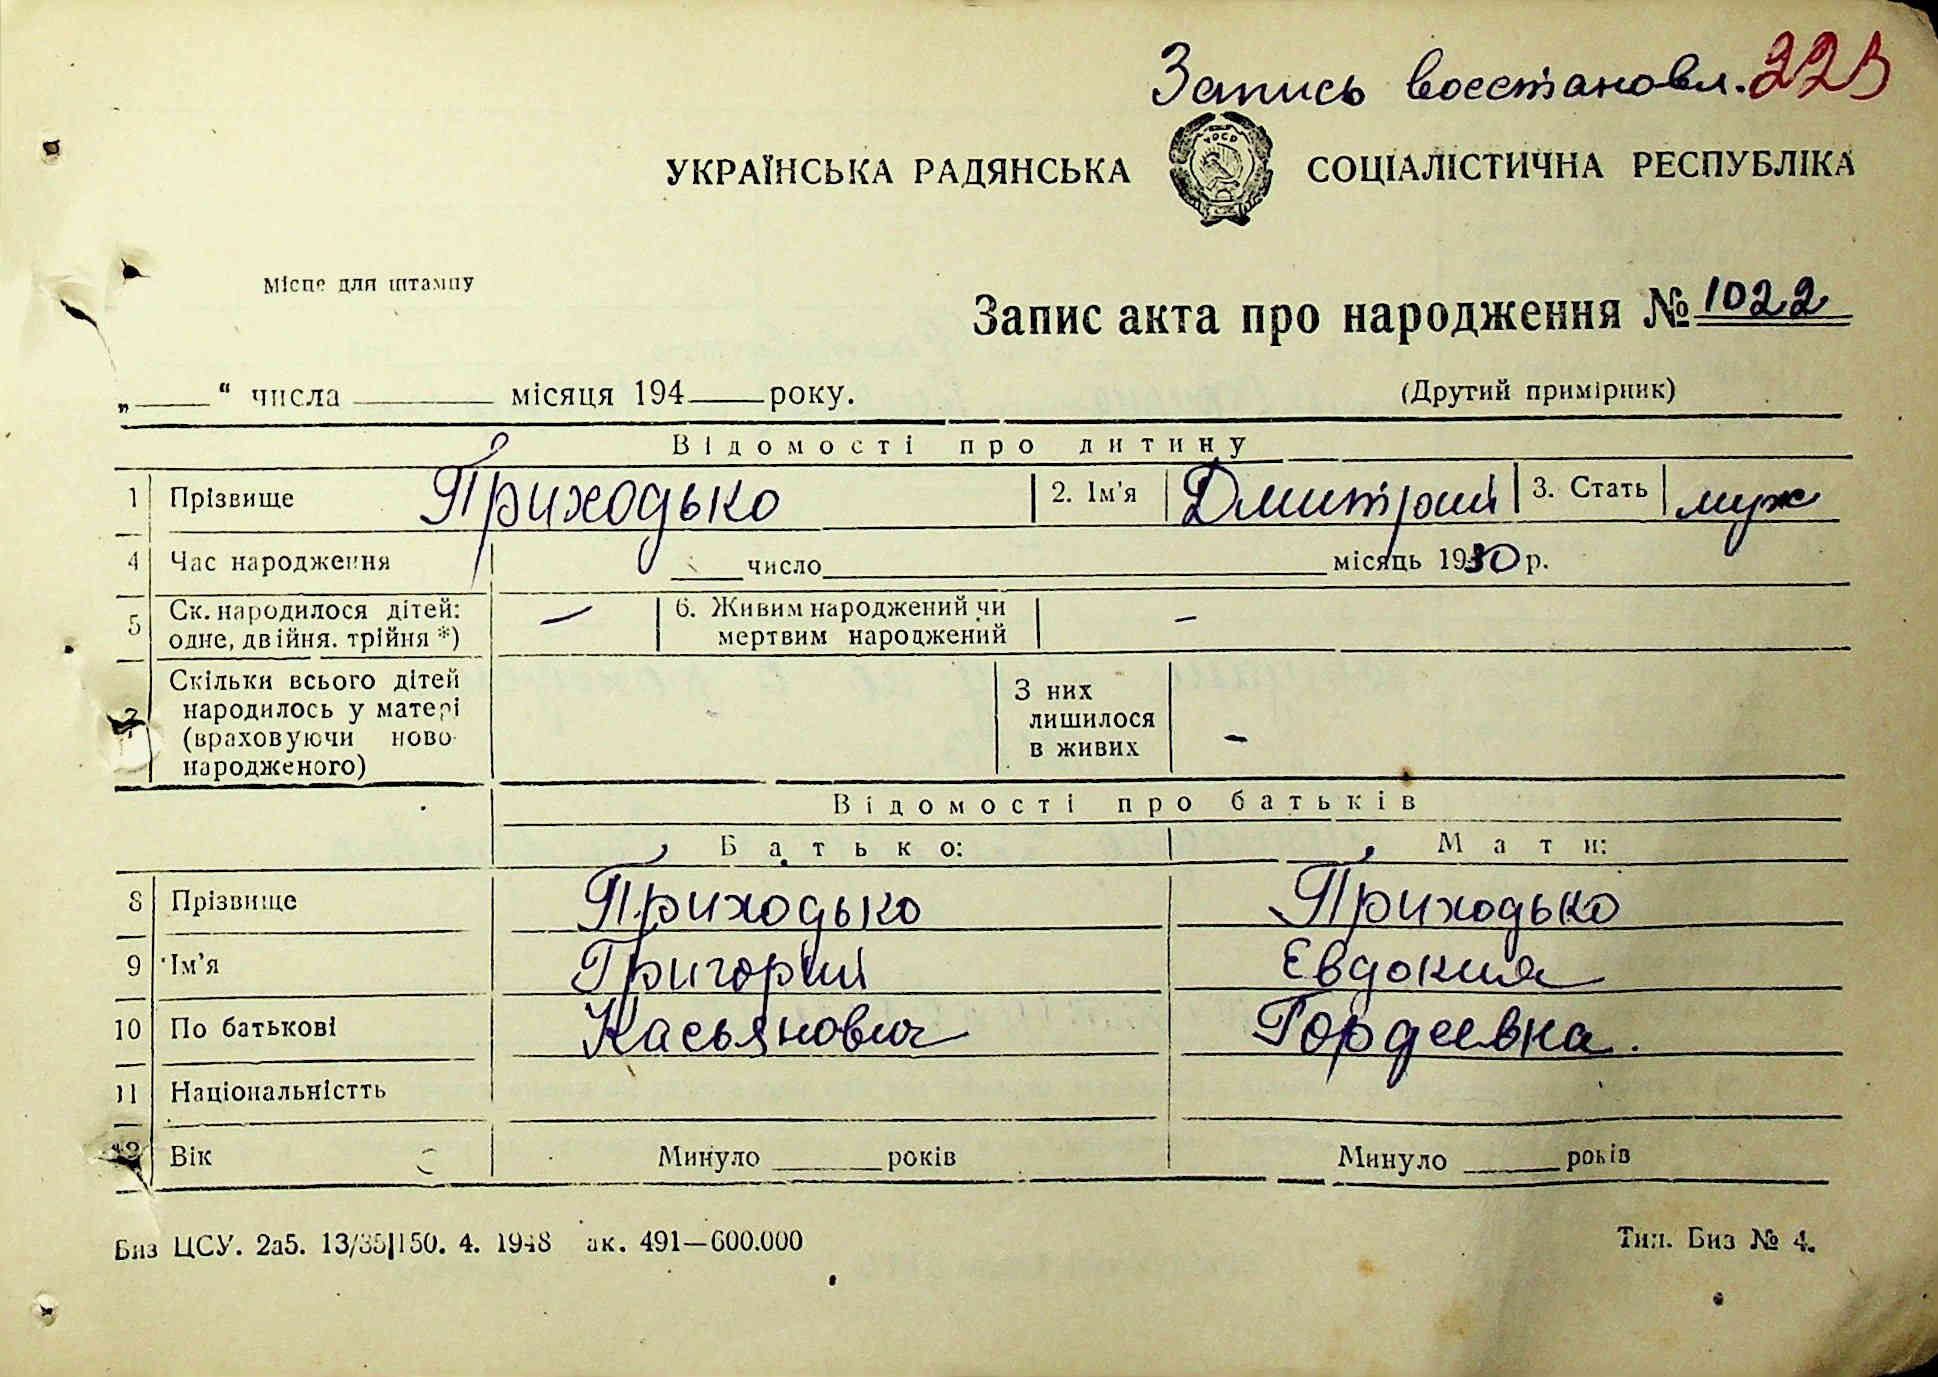 Запись восстановл. 223
УКРАЇНСЬКА РАДЯНСЬКА СОЦІАЛІСТИЧНА РЕСПУБЛІКА
УРСР
Місце для штампу
Запис акта про народження № 1022
„ “ числа місяця 194 року. (Другий примірник)
Відомості про дитину
1 Прізвище Приходько 2. Ім'я Дмитрий 3. Стать муж
4 Час народження число місяць 1930 р.
5 Ск. народилося дітей: одне, двійня. трійня *) — 6. Живим народжений чи мертвим народжений -
7 Скільки всього дітей народилось у матері (враховуючи ново-народженого) З них лишилося в живих -
Відомості про батьків
Батько: Мати:
8 Прізвище Приходько Приходько
9 Ім'я Григорий Евдокия
10 По батькові Касьянович Гордеевна.
11 Національністть
12 Вік Минуло років Минуло років
Биз ЦСУ. 2а5. 13/35|150. 4. 1948 ак. 491—600.000 Тип. Биз № 4.